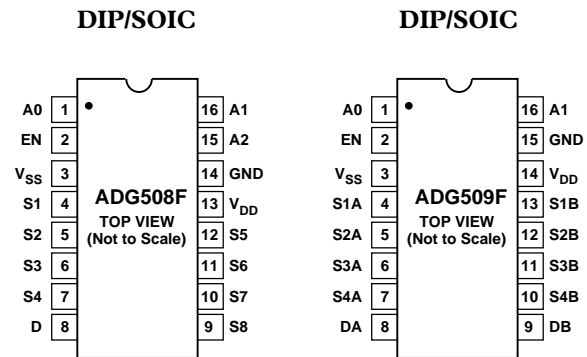 DIP/SOIC DIP/SOIC
A0 1 16 A1 A0 1 16 A1
EN 2 15 A2 EN 2 15 GND
VSS 3 14 GND VSS 3 14 VDD
S1 4 ADG508F 13 VDD S1A 4 ADG509F 13 S1B
TOP VIEW TOP VIEW
S2 5 (Not to Scale) 12 S5 S2A 5 (Not to Scale) 12 S2B
S3 6 11 S6 S3A 6 11 S3B
S4 7 10 S7 S4A 7 10 S4B
D 8 9 S8 DA 8 9 DB